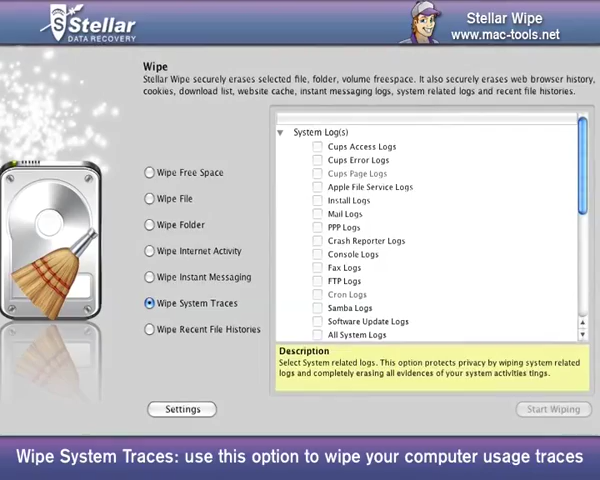 Stellar
DATA RECOVERY
Stellar Wipe
www.mac-tools.net
Wipe
Stellar Wipe securely erases selected file, folder, volume freespace. It also securely erases web browser history,
cookies, download list, website cache, instant messaging logs, system related logs and recent file histories.
Wipe Free Space
Wipe File
Wipe Folder
Wipe Internet Activity
Wipe Instant Messaging
Wipe System Traces
Wipe Recent File Histories
System Log(s)
Cups Access Logs
Cups Error Logs
Cups Page Logs
Apple File Service Logs
Install Logs
Mail Logs
PPP Logs
Crash Reporter Logs
Console Logs
Fax Logs
FTP Logs
Cron Logs
Samba Logs
Software Update Logs
All System Logs
Description
Select System related logs. This option protects privacy by wiping system related
logs and completely erasing all evidences of your system activities tings.
Settings
Start Wiping
Wipe System Traces: use this option to wipe your computer usage traces